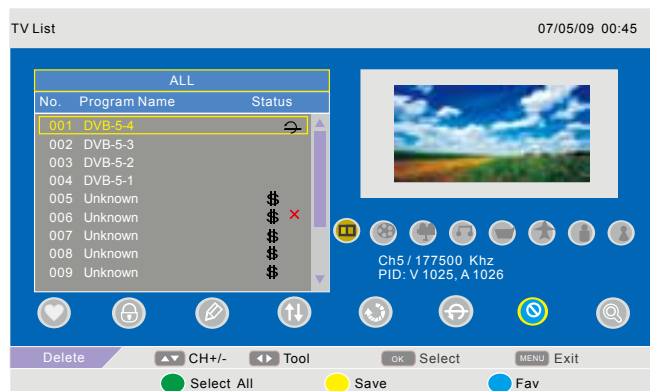 TV List 07/05/09 00:45
ALL
No. Program Name Status
001 DVB-5-4
002 DVB-5-3
003 DVB-5-2
004 DVB-5-1
005 Unknown $
006 Unknown $ ×
007 Unknown $
008 Unknown $
009 Unknown $
Ch5 / 177500 Khz
PID: V 1025, A 1026
Delete ▲▼ CH+/- ◀▶ Tool OK Select MENU Exit
Select All Save Fav